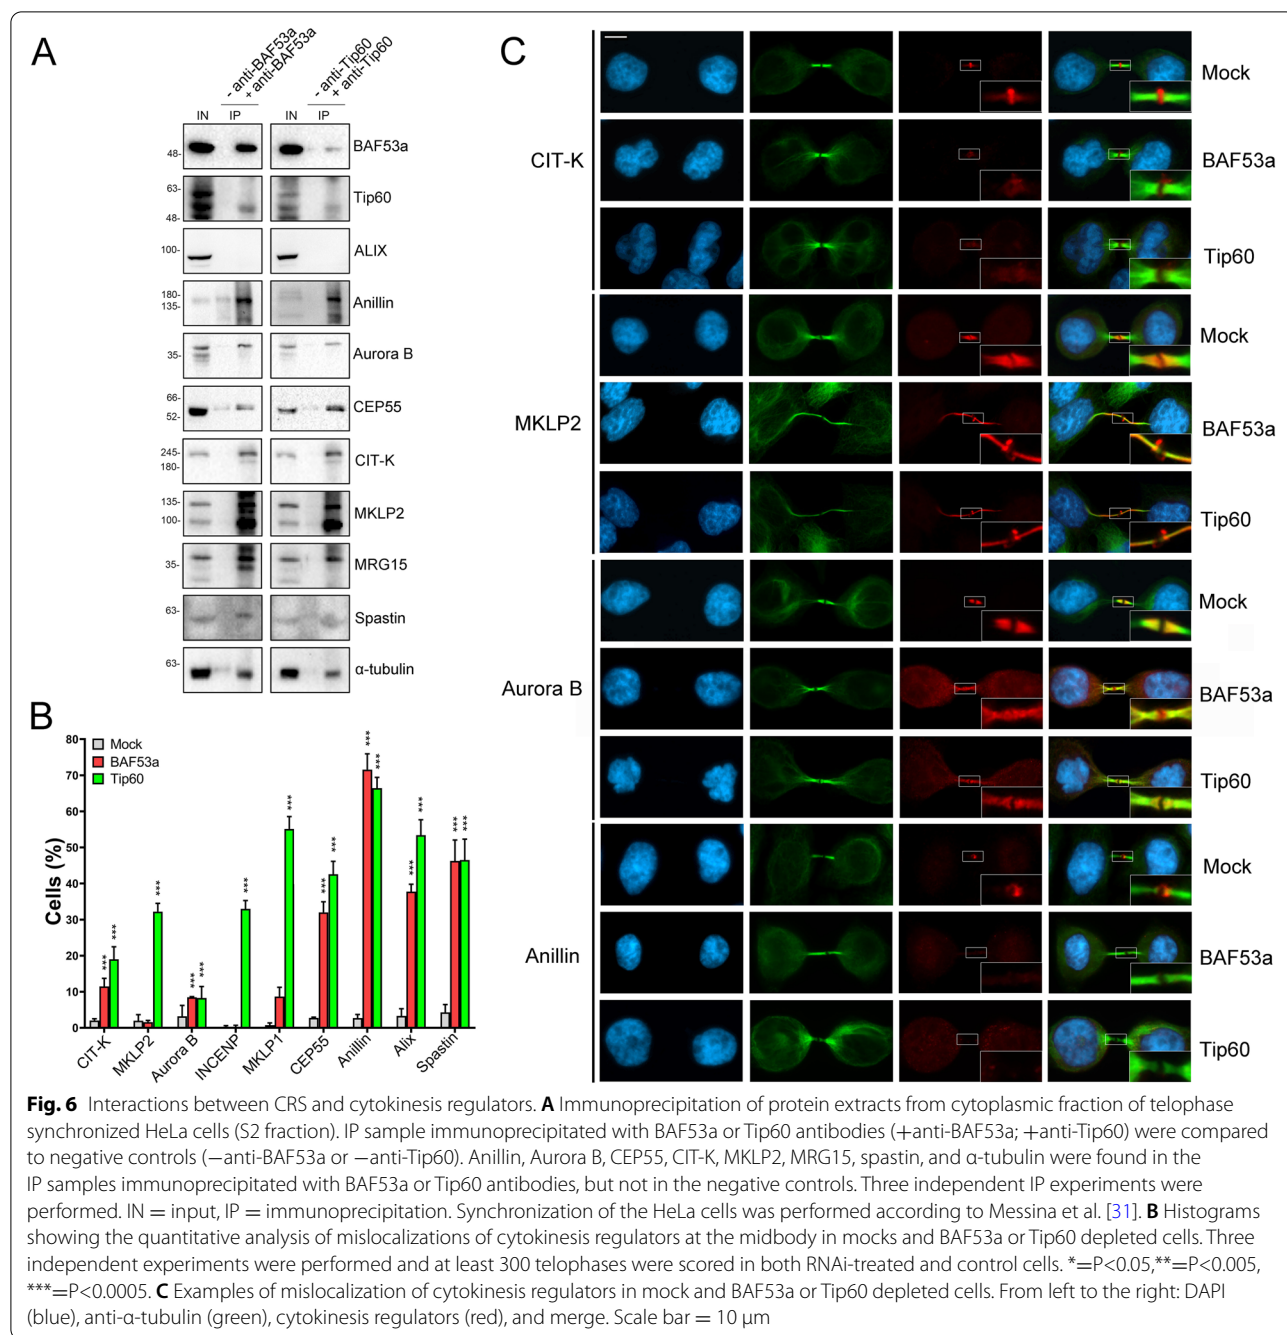 A
- anti-BAF53a
+ anti-BAF53a
- anti-Tip60
+ anti-Tip60
IN IP IN IP
48- BAF53a
63-
48- Tip60
100- ALIX
180-
135- Anillin
35- Aurora B
66-
52- CEP55
245-
180- CIT-K
135-
100- MKLP2
35- MRG15
63- Spastin
63- α-tubulin
B
Mock
BAF53a
Tip60
Cells (%)
80
70
60
50
40
30
20
10
0
*** *** *** *** *** *** *** *** *** *** *** *** *** *** ***
CIT-K MKLP2 Aurora B INCENP MKLP1 CEP55 Anillin Alix Spastin
C
CIT-K
Mock
BAF53a
Tip60
MKLP2
Mock
BAF53a
Tip60
Aurora B
Mock
BAF53a
Tip60
Anillin
Mock
BAF53a
Tip60
Fig. 6 Interactions between CRS and cytokinesis regulators. A Immunoprecipitation of protein extracts from cytoplasmic fraction of telophase
synchronized HeLa cells (S2 fraction). IP sample immunoprecipitated with BAF53a or Tip60 antibodies (+anti-BAF53a; +anti-Tip60) were compared
to negative controls (−anti-BAF53a or −anti-Tip60). Anillin, Aurora B, CEP55, CIT-K, MKLP2, MRG15, spastin, and α-tubulin were found in the
IP samples immunoprecipitated with BAF53a or Tip60 antibodies, but not in the negative controls. Three independent IP experiments were
performed. IN = input, IP = immunoprecipitation. Synchronization of the HeLa cells was performed according to Messina et al. [31]. B Histograms
showing the quantitative analysis of mislocalizations of cytokinesis regulators at the midbody in mocks and BAF53a or Tip60 depleted cells. Three
independent experiments were performed and at least 300 telophases were scored in both RNAi-treated and control cells. *=P<0.05,**=P<0.005,
***=P<0.0005. C Examples of mislocalization of cytokinesis regulators in mock and BAF53a or Tip60 depleted cells. From left to the right: DAPI
(blue), anti-α-tubulin (green), cytokinesis regulators (red), and merge. Scale bar = 10 μm